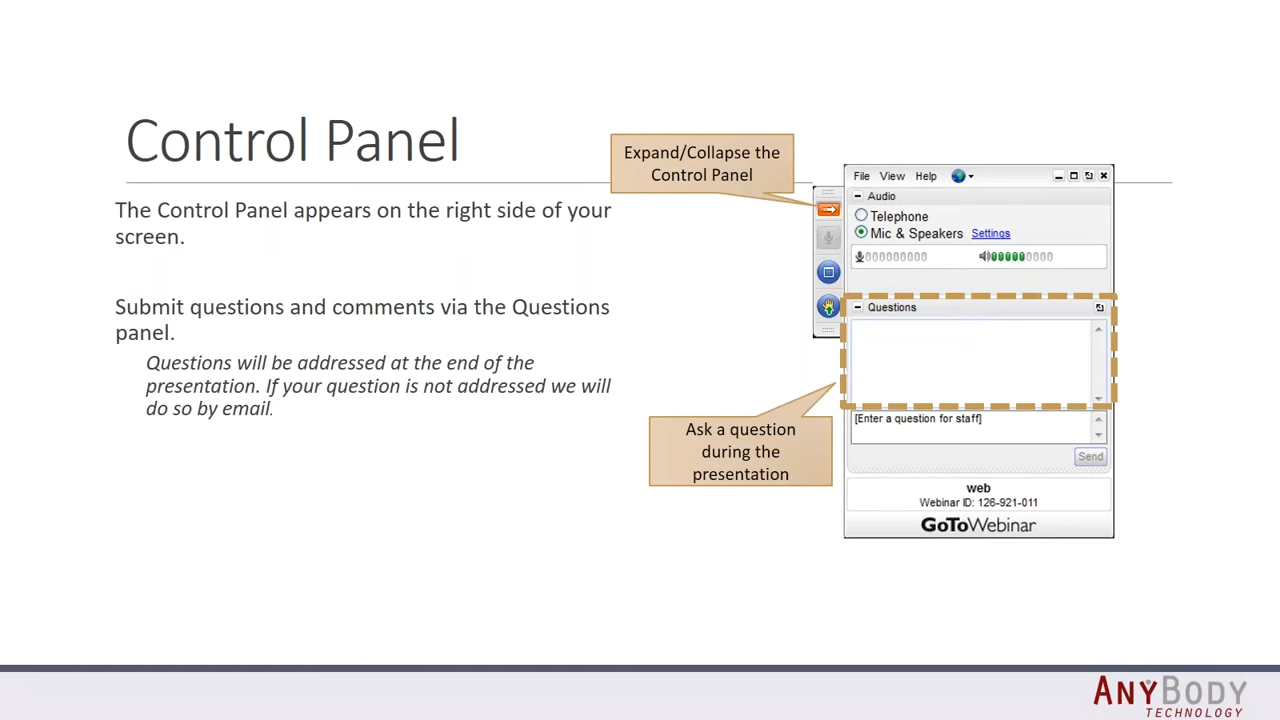 Control Panel
The Control Panel appears on the right side of your
screen.
Submit questions and comments via the Questions
panel.
Questions will be addressed at the end of the
presentation. If your question is not addressed we will
do so by email.
Expand/Collapse the
Control Panel
File View Help
Audio
Telephone
Mic & Speakers Settings
Questions
Ask a question
during the
presentation
[Enter a question for staff]
Send
web
Webinar ID: 126-921-011
GoToWebinar
ANYBODY
TECHNOLOGY